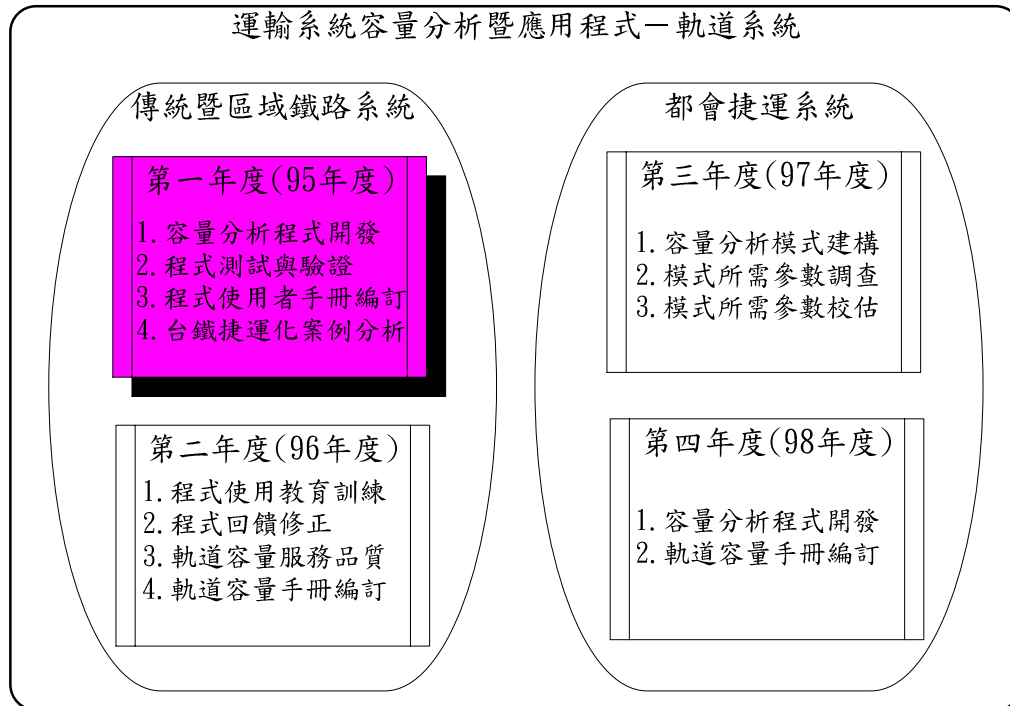 運輸系統容量分析暨應用程式－軌道系統
傳統暨區域鐵路系統
第一年度(95年度)
1.容量分析程式開發
2.程式測試與驗證
3.程式使用者手冊編訂
4.台鐵捷運化案例分析
第二年度(96年度)
1.程式使用教育訓練
2.程式回饋修正
3.軌道容量服務品質
4.軌道容量手冊編訂
都會捷運系統
第三年度(97年度)
1.容量分析模式建構
2.模式所需參數調查
3.模式所需參數校估
第四年度(98年度)
1.容量分析程式開發
2.軌道容量手冊編訂